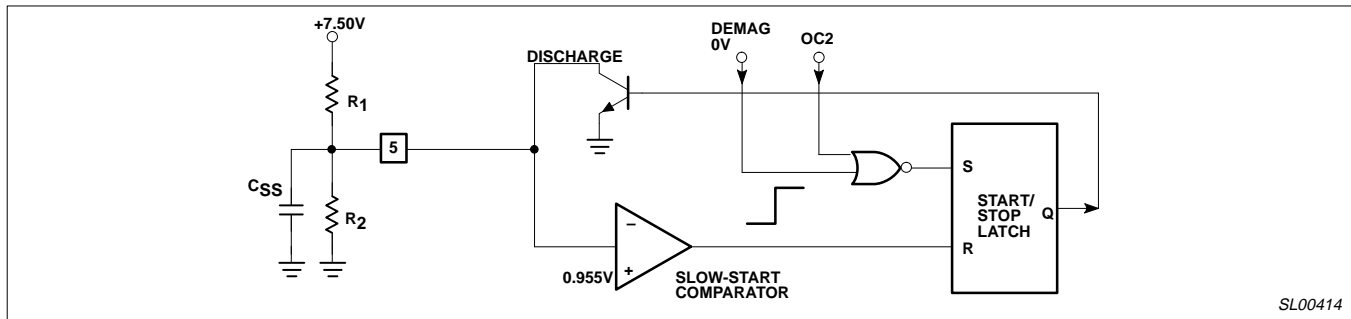 +7.50V
DEMAG
0V
OC2
DISCHARGE
R1
5
CSS
R2
S
START/
STOP
LATCH
Q
R
−
+
0.955V
SLOW-START
COMPARATOR
SL00414